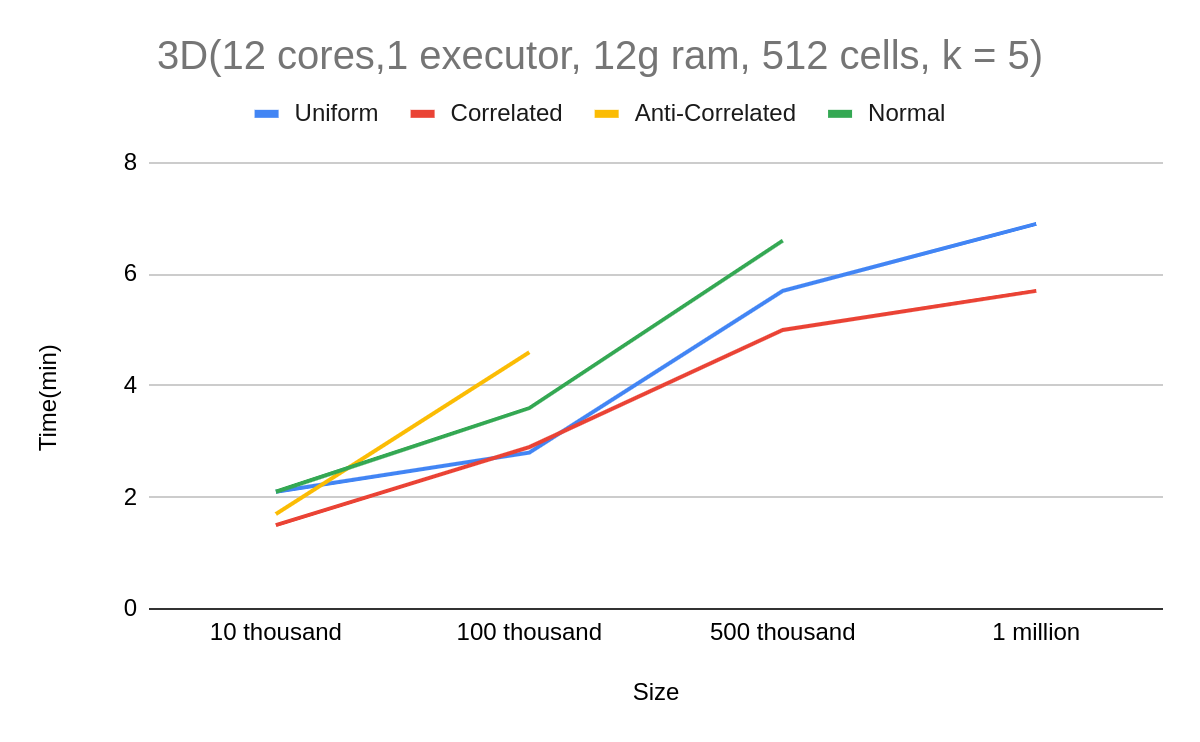 3D(12 cores,1 executor, 12g ram, 512 cells, k = 5)
Uniform Correlated Anti-Correlated Normal
8
6
4
2
0
Time(min)
10 thousand 100 thousand 500 thousand 1 million
Size